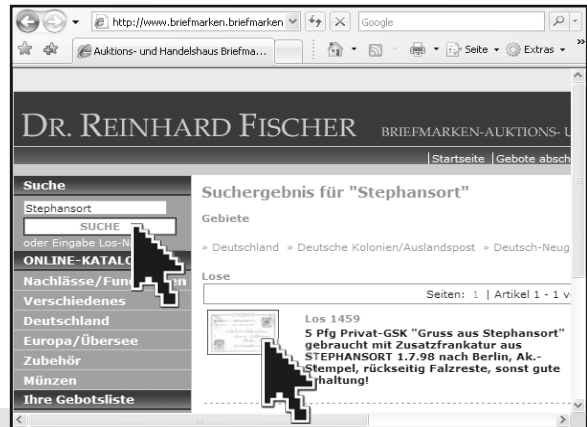 http://www.briefmarken.briefmarken
Google
Auktions- und Handelshaus Briefma...
Seite
Extras
»
DR. REINHARD FISCHER BRIEFMARKEN-AUKTIONS- U
|Startseite |Gebote absch
Suche
Stephansort
SUCHE
oder Eingabe Los-N
ONLINE-KATALO
Nachlässe/Fun en
Verschiedenes
Deutschland
Europa/Übersee
Zubehör
Münzen
Ihre Gebotsliste
Suchergebnis für "Stephansort"
Gebiete
» Deutschland » Deutsche Kolonien/Auslandspost » Deutsch-Neug
Lose
Seiten: 1 | Artikel 1 - 1 v
Los 1459
5 Pfg Privat-GSK "Gruss aus Stephansort"
gebraucht mit Zusatzfrankatur aus
STEPHANSORT 1.7.98 nach Berlin, Ak.-
Stempel, rückseitig Falzreste, sonst gute
rhaltung!